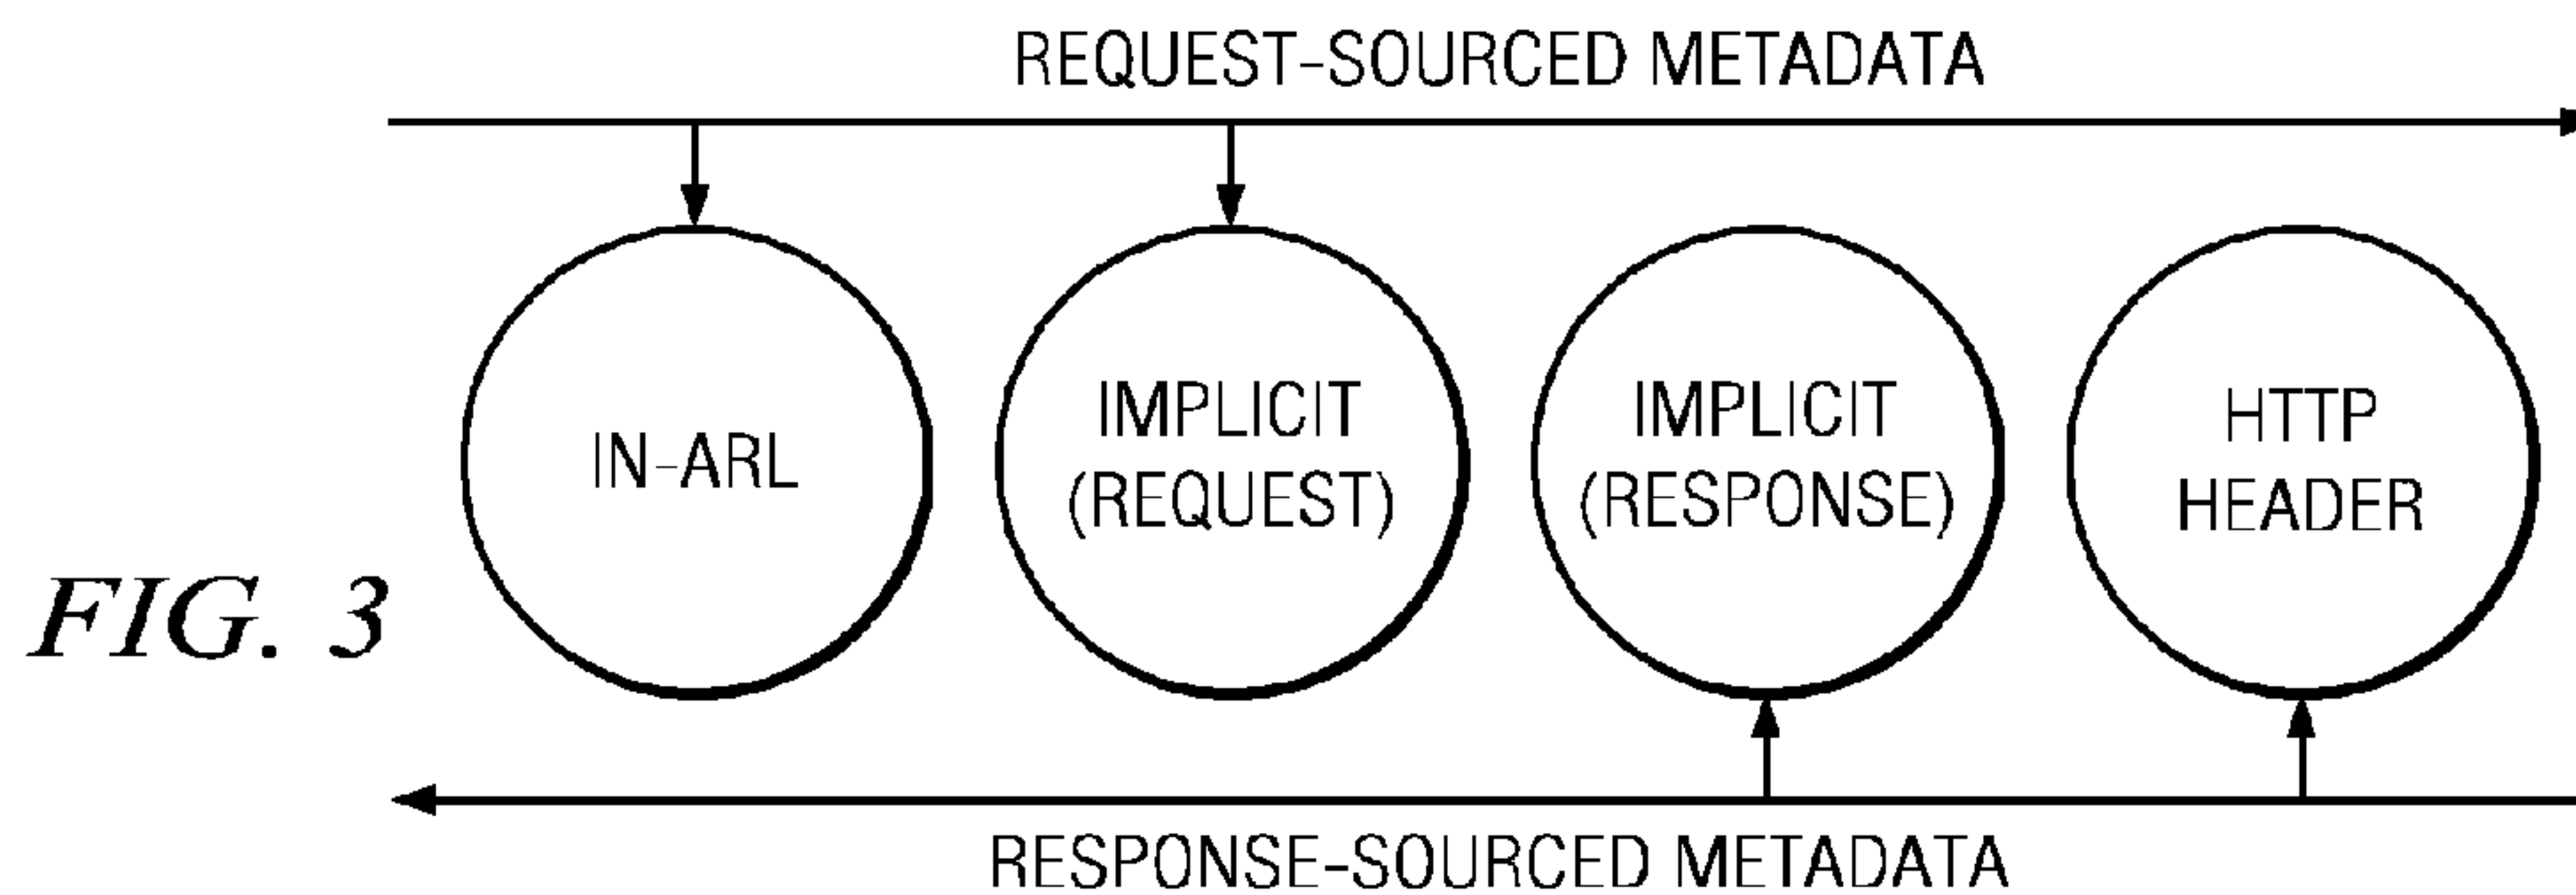 REQUEST-SOURCED METADATA
IN-ARL
IMPLICIT
(REQUEST)
IMPLICIT
(RESPONSE)
HTTP
HEADER
FIG. 3
RESPONSE-SOURCED METADATA